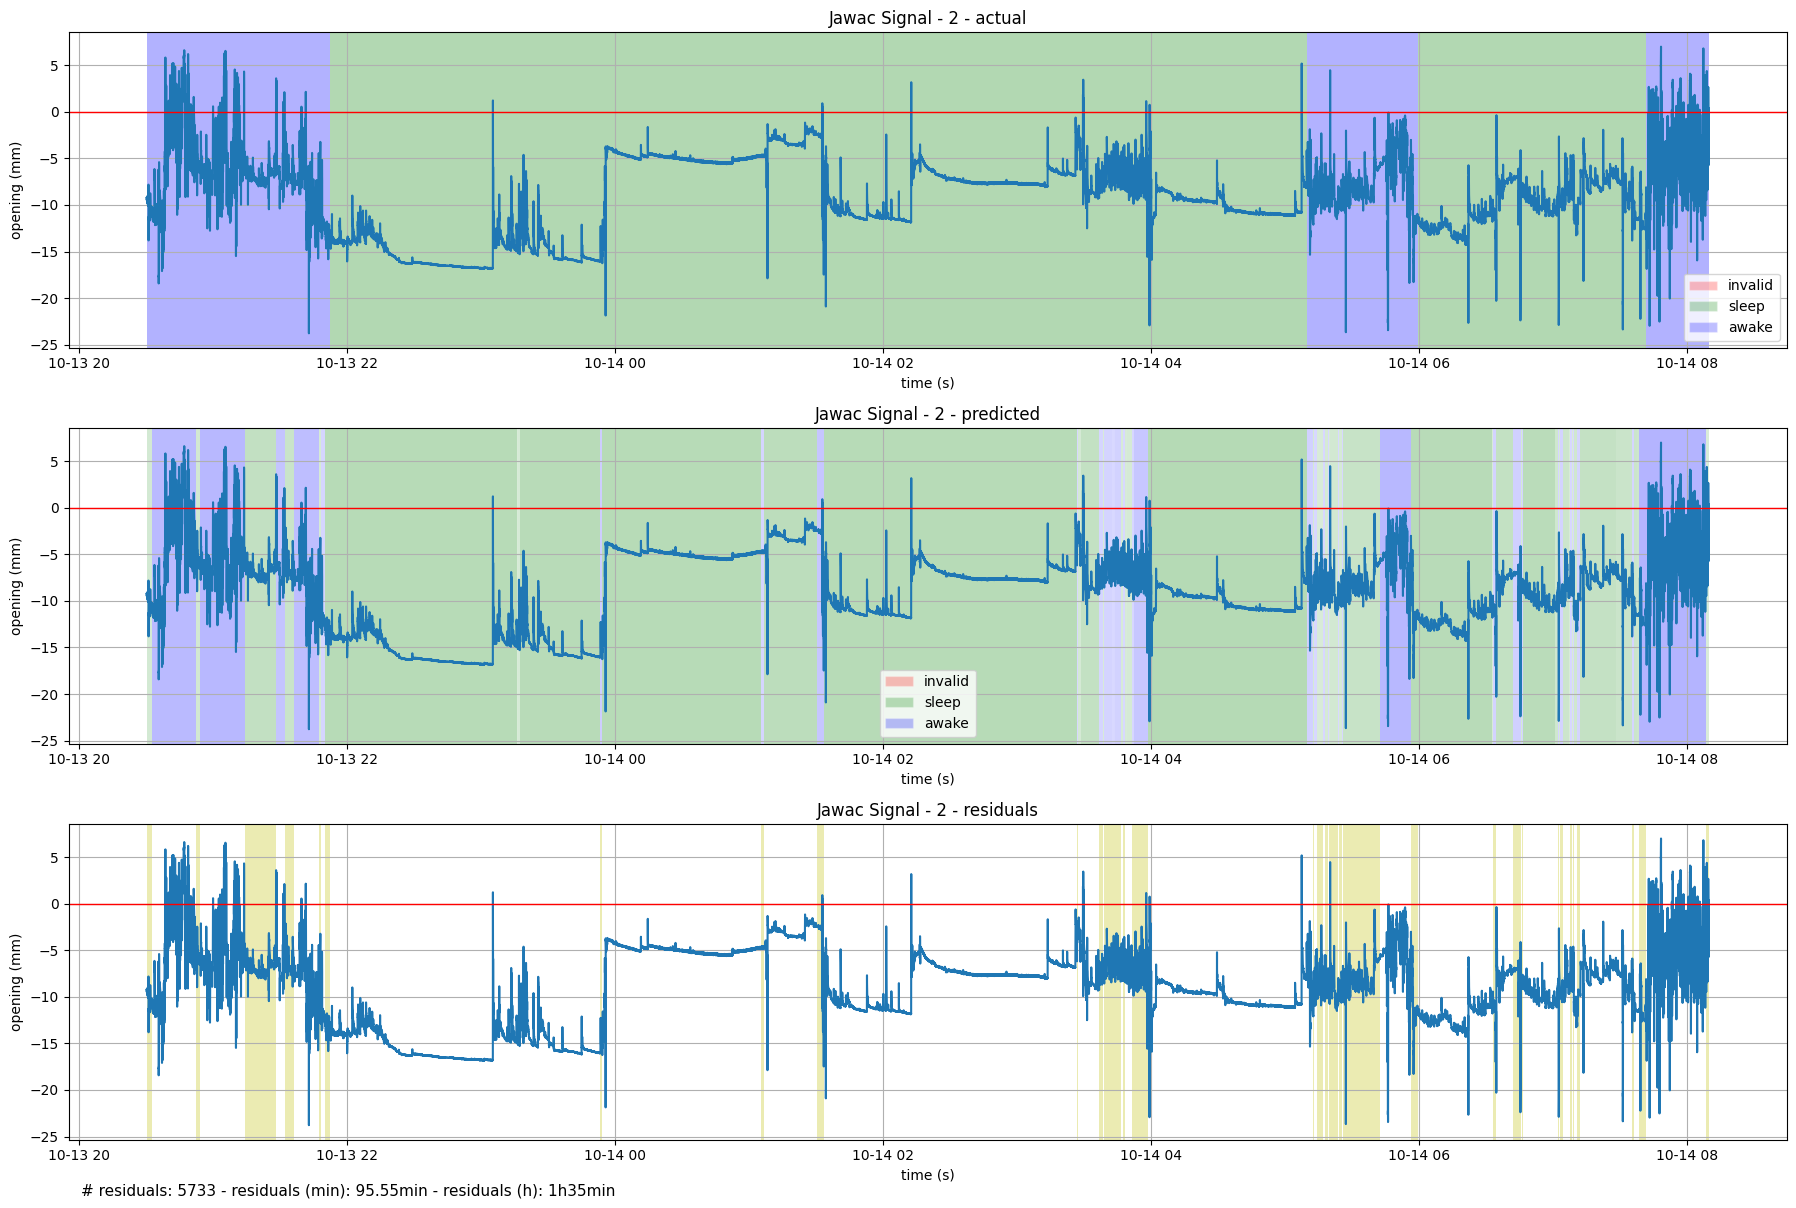 Jawac Signal - 2 - actual
opening (mm)
5
0
−5
−10
−15
−20
−25
invalid
sleep
awake
10-13 20
10-13 22
10-14 00
10-14 02
10-14 04
10-14 06
10-14 08
time (s)
Jawac Signal - 2 - predicted
opening (mm)
5
0
−5
−10
−15
−20
−25
invalid
sleep
awake
10-13 20
10-13 22
10-14 00
10-14 02
10-14 04
10-14 06
10-14 08
time (s)
Jawac Signal - 2 - residuals
opening (mm)
5
0
−5
−10
−15
−20
−25
10-13 20
10-13 22
10-14 00
10-14 02
10-14 04
10-14 06
10-14 08
time (s)
# residuals: 5733 - residuals (min): 95.55min - residuals (h): 1h35min